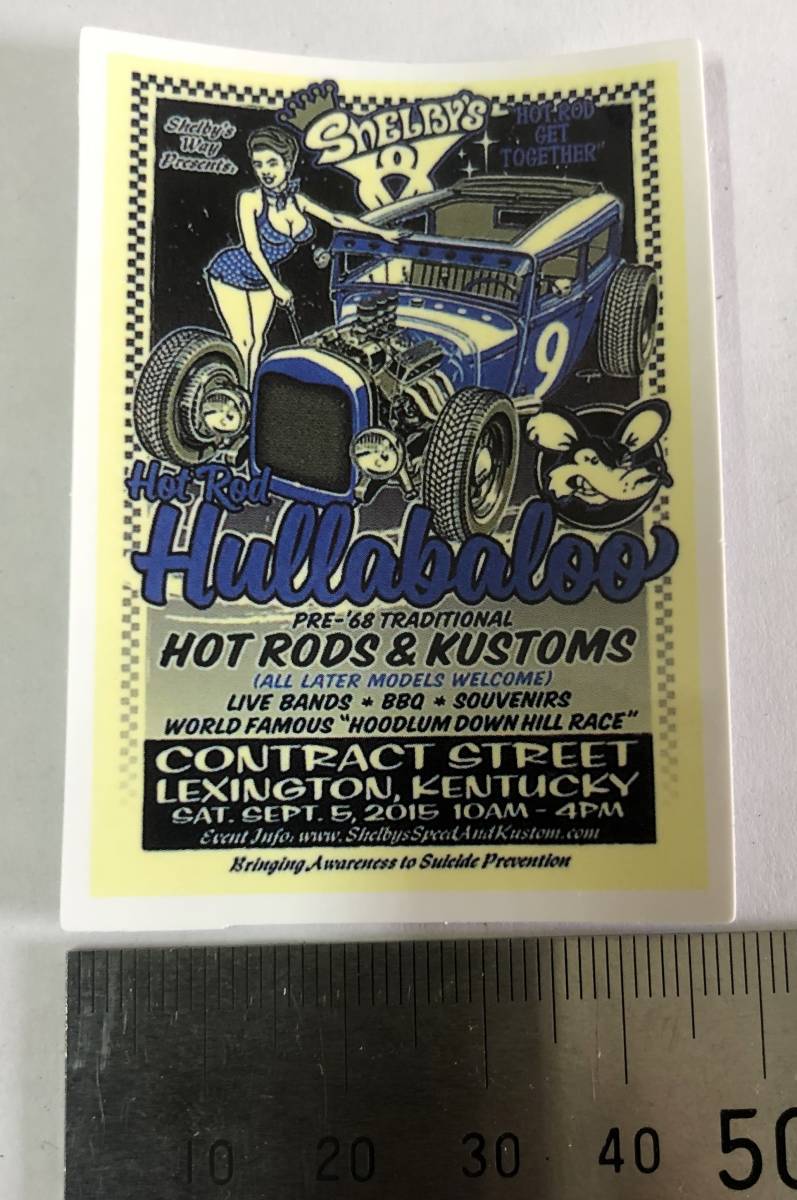 Shelby's
Way
Presents:
SHELBY'S
8
"HOT ROD
GET
TOGETHER"
9
Hot Rod
Hullabaloo
PRE-'68 TRADITIONAL
HOT RODS & KUSTOMS
(ALL LATER MODELS WELCOME)
LIVE BANDS * BBQ * SOUVENIRS
WORLD FAMOUS "HOODLUM DOWN HILL RACE"
CONTRACT STREET
LEXINGTON, KENTUCKY
SAT. SEPT. 5, 2015 10AM - 4PM
Event Info: www.ShelbysSpeedAndKustom.com
Bringing Awareness to Suicide Prevention
10 20 30 40 50